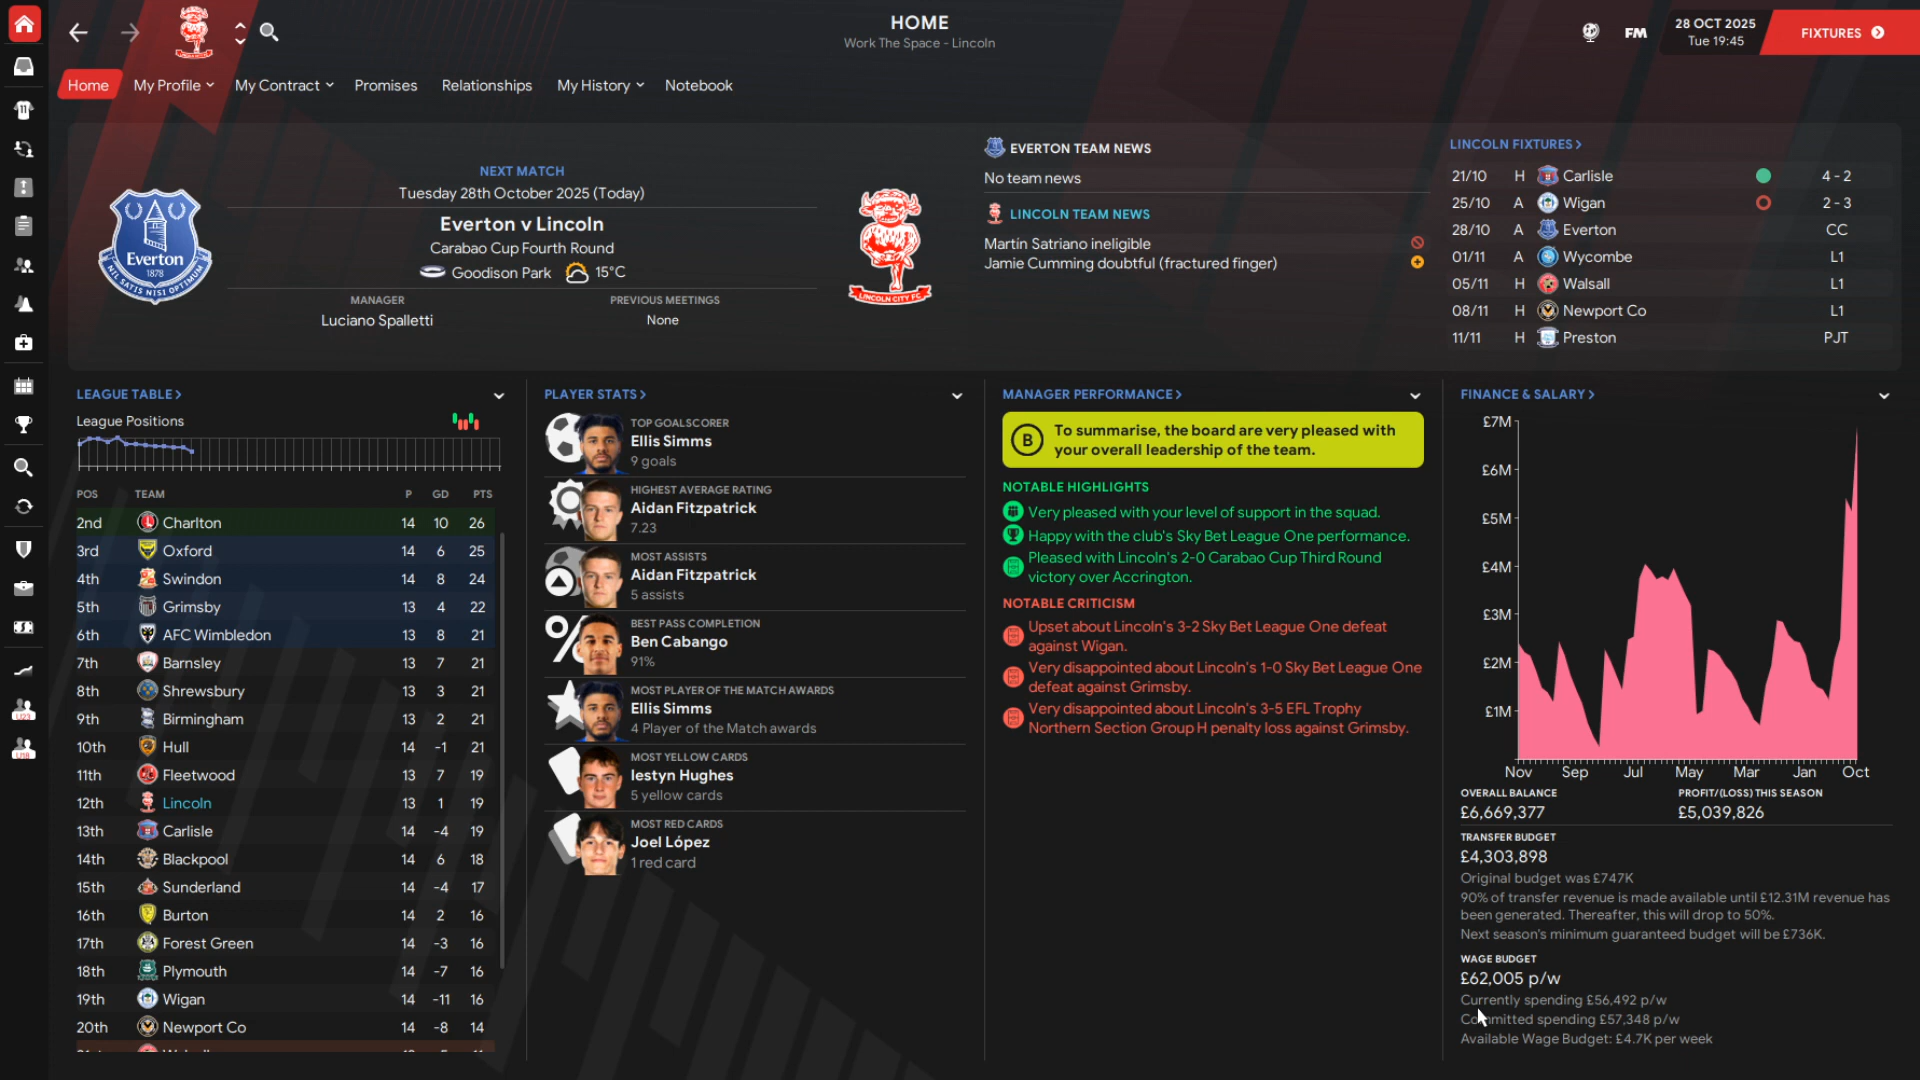 HOME
Work The Space - Lincoln
FM
28 OCT 2025
Tue 19:45
FIXTURES
Home
My Profile
My Contract
Promises
Relationships
My History
Notebook
NEXT MATCH
Tuesday 28th October 2025 (Today)
Everton v Lincoln
Carabao Cup Fourth Round
Goodison Park 15°C
MANAGER
Luciano Spalletti
PREVIOUS MEETINGS
None
Everton
1878
NIL SATIS NISI OPTIMUM
LINCOLN CITY FC
EVERTON TEAM NEWS
No team news
LINCOLN TEAM NEWS
Martín Satriano ineligible
Jamie Cumming doubtful (fractured finger)
LINCOLN FIXTURES >
21/10 H Carlisle 4 - 2
25/10 A Wigan 2 - 3
28/10 A Everton CC
01/11 A Wycombe L1
05/11 H Walsall L1
08/11 H Newport Co L1
11/11 H Preston PJT
LEAGUE TABLE >
League Positions
POS TEAM P GD PTS
2nd Charlton 14 10 26
3rd Oxford 14 6 25
4th Swindon 14 8 24
5th Grimsby 13 4 22
6th AFC Wimbledon 13 8 21
7th Barnsley 13 7 21
8th Shrewsbury 13 3 21
9th Birmingham 13 2 21
10th Hull 14 -1 21
11th Fleetwood 13 7 19
12th Lincoln 13 1 19
13th Carlisle 14 -4 19
14th Blackpool 14 6 18
15th Sunderland 14 -4 17
16th Burton 14 2 16
17th Forest Green 14 -3 16
18th Plymouth 14 -7 16
19th Wigan 14 -11 16
20th Newport Co 14 -8 14
PLAYER STATS >
TOP GOALSCORER
Ellis Simms
9 goals
HIGHEST AVERAGE RATING
Aidan Fitzpatrick
7.23
MOST ASSISTS
Aidan Fitzpatrick
5 assists
BEST PASS COMPLETION
Ben Cabango
91%
MOST PLAYER OF THE MATCH AWARDS
Ellis Simms
4 Player of the Match awards
MOST YELLOW CARDS
Iestyn Hughes
5 yellow cards
MOST RED CARDS
Joel López
1 red card
MANAGER PERFORMANCE >
B
To summarise, the board are very pleased with
your overall leadership of the team.
NOTABLE HIGHLIGHTS
Very pleased with your level of support in the squad.
Happy with the club's Sky Bet League One performance.
Pleased with Lincoln's 2-0 Carabao Cup Third Round
victory over Accrington.
NOTABLE CRITICISM
Upset about Lincoln's 3-2 Sky Bet League One defeat
against Wigan.
Very disappointed about Lincoln's 1-0 Sky Bet League One
defeat against Grimsby.
Very disappointed about Lincoln's 3-5 EFL Trophy
Northern Section Group H penalty loss against Grimsby.
FINANCE & SALARY >
£7M
£6M
£5M
£4M
£3M
£2M
£1M
Nov Sep Jul May Mar Jan Oct
OVERALL BALANCE
£6,669,377
PROFIT/(LOSS) THIS SEASON
£5,039,826
TRANSFER BUDGET
£4,303,898
Original budget was £747K
90% of transfer revenue is made available until £12.31M revenue has
been generated. Thereafter, this will drop to 50%.
Next season's minimum guaranteed budget will be £736K.
WAGE BUDGET
£62,005 p/w
Currently spending £56,492 p/w
Committed spending £57,348 p/w
Available Wage Budget: £4.7K per week
U23
U18